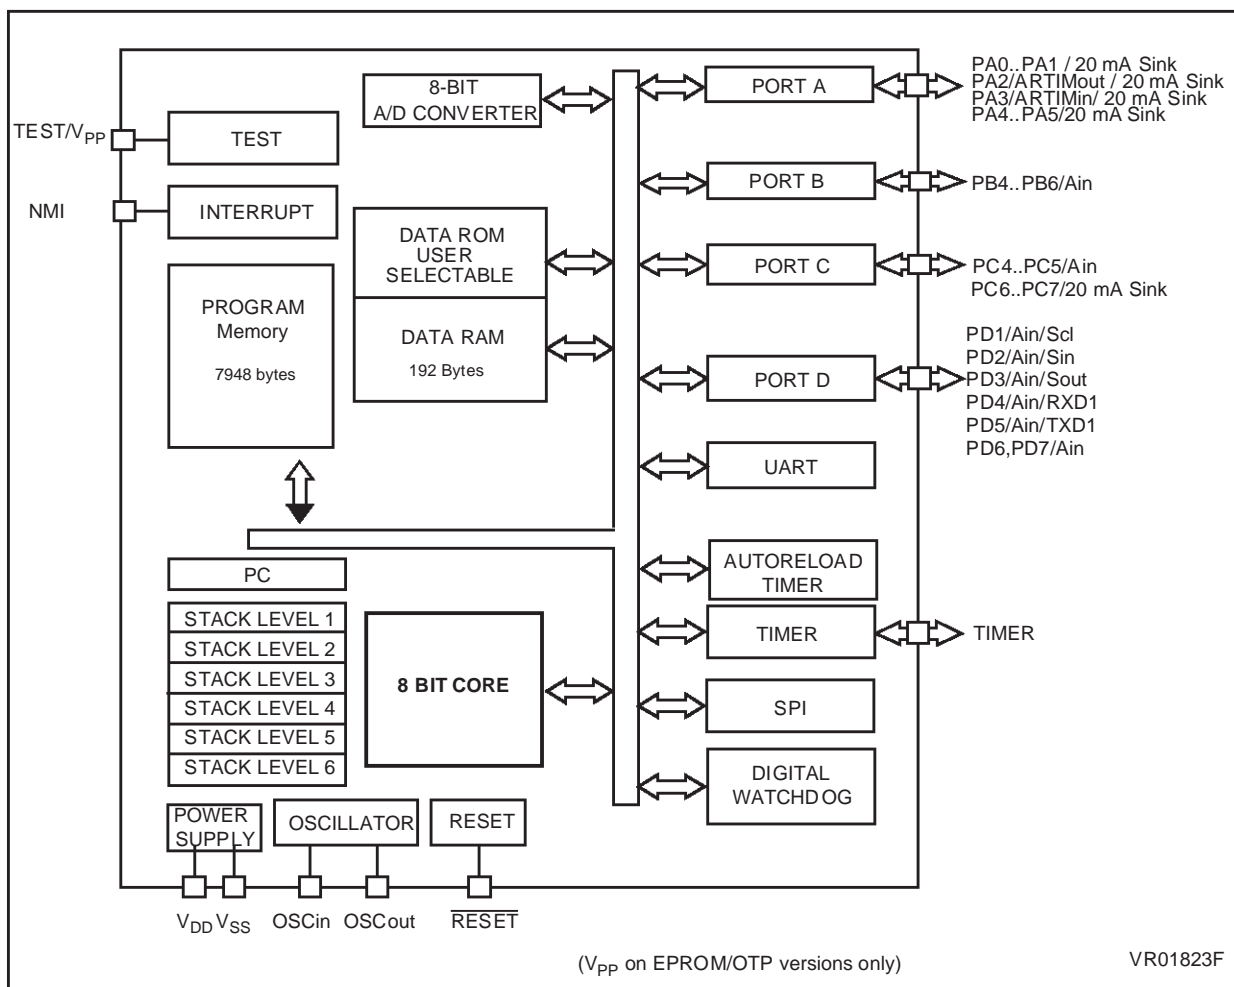 8-BIT
A/D CONVERTER
PORT A
PA0..PA1 / 20 mA Sink
PA2/ARTIMout / 20 mA Sink
PA3/ARTIMin/ 20 mA Sink
PA4..PA5/20 mA Sink
TEST/VPP
TEST
NMI
INTERRUPT
PORT B
PB4..PB6/Ain
DATA ROM
USER
SELECTABLE
PORT C
PC4..PC5/Ain
PC6..PC7/20 mA Sink
PROGRAM
Memory
7948 bytes
DATA RAM
192 Bytes
PORT D
PD1/Ain/Scl
PD2/Ain/Sin
PD3/Ain/Sout
PD4/Ain/RXD1
PD5/Ain/TXD1
PD6,PD7/Ain
UART
PC
AUTORELOAD
TIMER
STACK LEVEL 1
STACK LEVEL 2
STACK LEVEL 3
STACK LEVEL 4
STACK LEVEL 5
STACK LEVEL 6
8 BIT CORE
TIMER
TIMER
SPI
DIGITAL
WATCHDOG
POWER
SUPPLY
OSCILLATOR
RESET
VDD
VSS
OSCin
OSCout
RESET
(VPP on EPROM/OTP versions only)
VR01823F